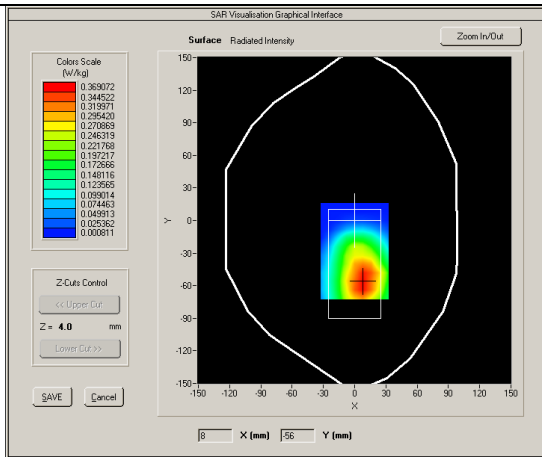 SAR Visualisation Graphical Interface
Surface Radiated Intensity
Zoom In/Out
Colors Scale
(W/kg)
0.369072
0.344522
0.319971
0.295420
0.270869
0.246319
0.221768
0.197217
0.172666
0.148116
0.123565
0.099014
0.074463
0.049913
0.025362
0.000811
Z-Cuts Control
<< Upper Cut
Z = 4.0 mm
Lower Cut >>
SAVE Cancel
150
120
90
60
30
0
-30
-60
-90
-120
-150
Y
-150 -120 -90 -60 -30 0 30 60 90 120 150
X
8 X (mm) -56 Y (mm)